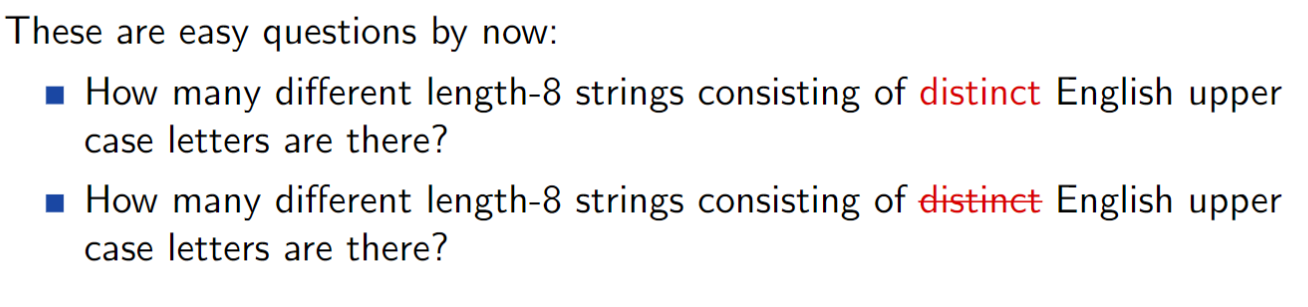 These are easy questions by now:
How many different length-8 strings consisting of distinct English upper
case letters are there?
How many different length-8 strings consisting of distinct English upper
case letters are there?